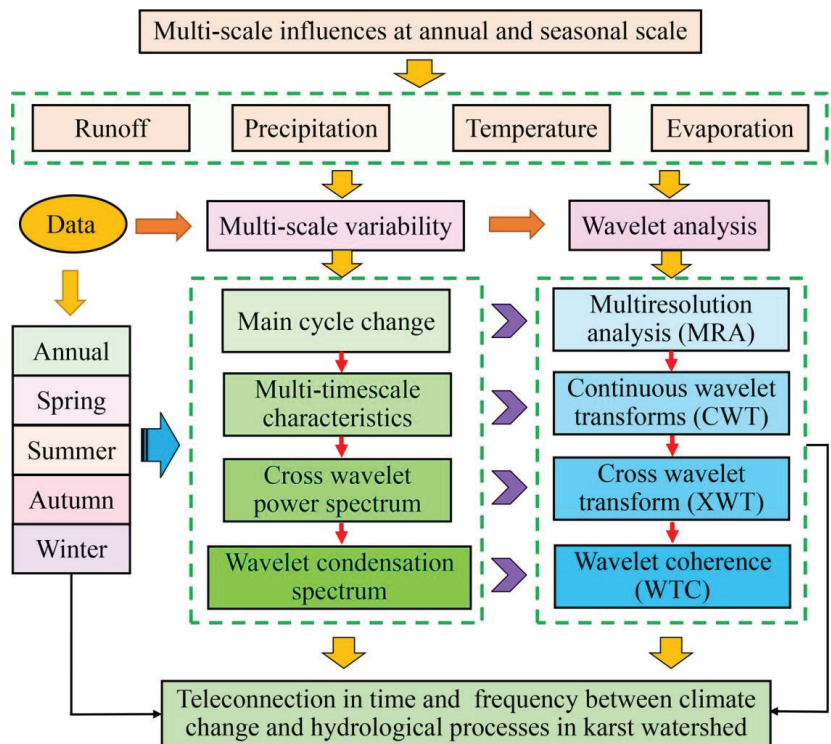 Multi-scale influences at annual and seasonal scale
Runoff
Precipitation
Temperature
Evaporation
Data
Multi-scale variability
Wavelet analysis
Annual
Spring
Summer
Autumn
Winter
Main cycle change
Multi-timescale
characteristics
Cross wavelet
power spectrum
Wavelet condensation
spectrum
Multiresolution
analysis (MRA)
Continuous wavelet
transforms (CWT)
Cross wavelet
transform (XWT)
Wavelet coherence
(WTC)
Teleconnection in time and frequency between climate
change and hydrological processes in karst watershed